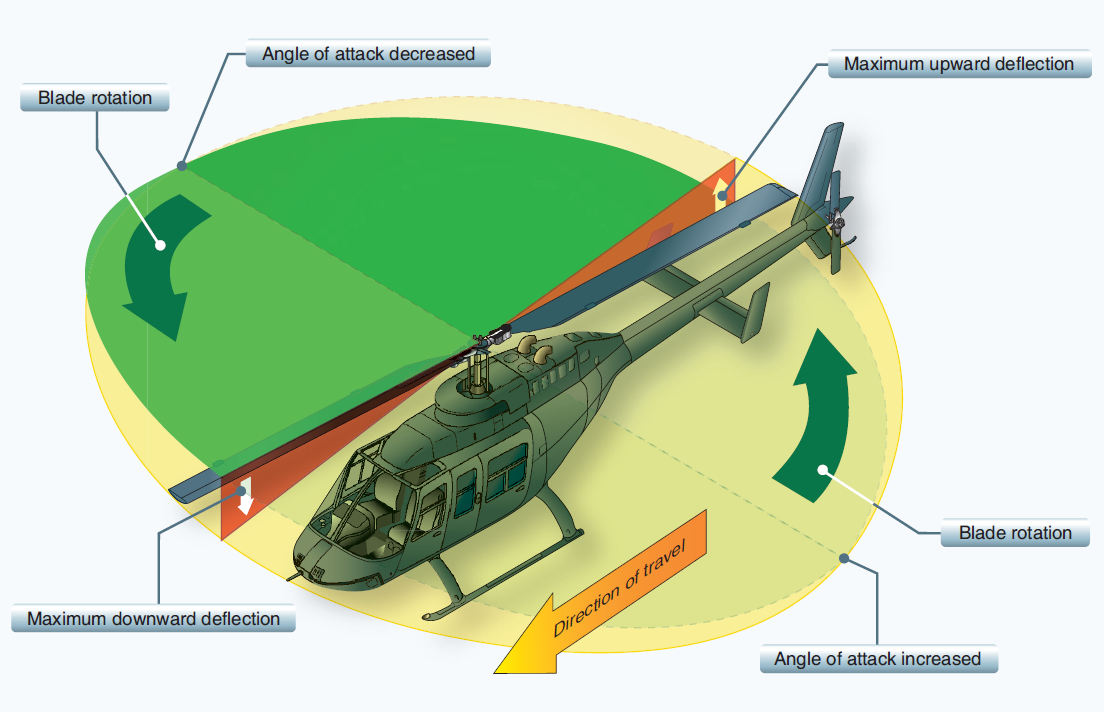 Angle of attack decreased
Maximum upward deflection
Blade rotation
Direction of travel
Blade rotation
Maximum downward deflection
Angle of attack increased